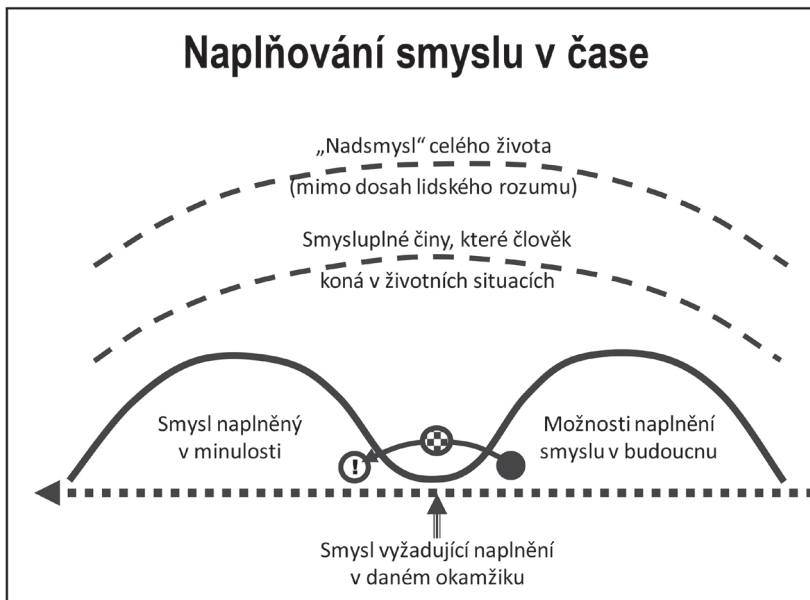 Naplňování smyslu v čase
„Nadsmysl“ celého života
(mimo dosah lidského rozumu)
Smysluplné činy, které člověk
koná v životních situacích
Smysl naplněný
v minulosti
Možnosti naplnění
smyslu v budoucnu
!
Smysl vyžadující naplnění
v daném okamžiku